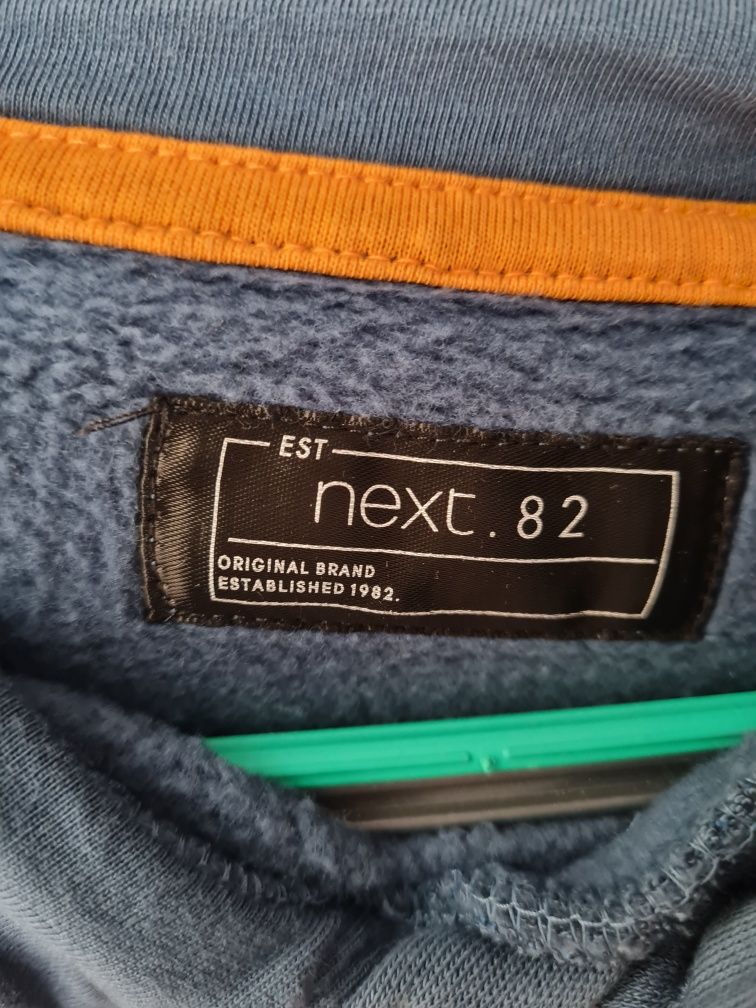 EST
next. 82
ORIGINAL BRAND
ESTABLISHED 1982.